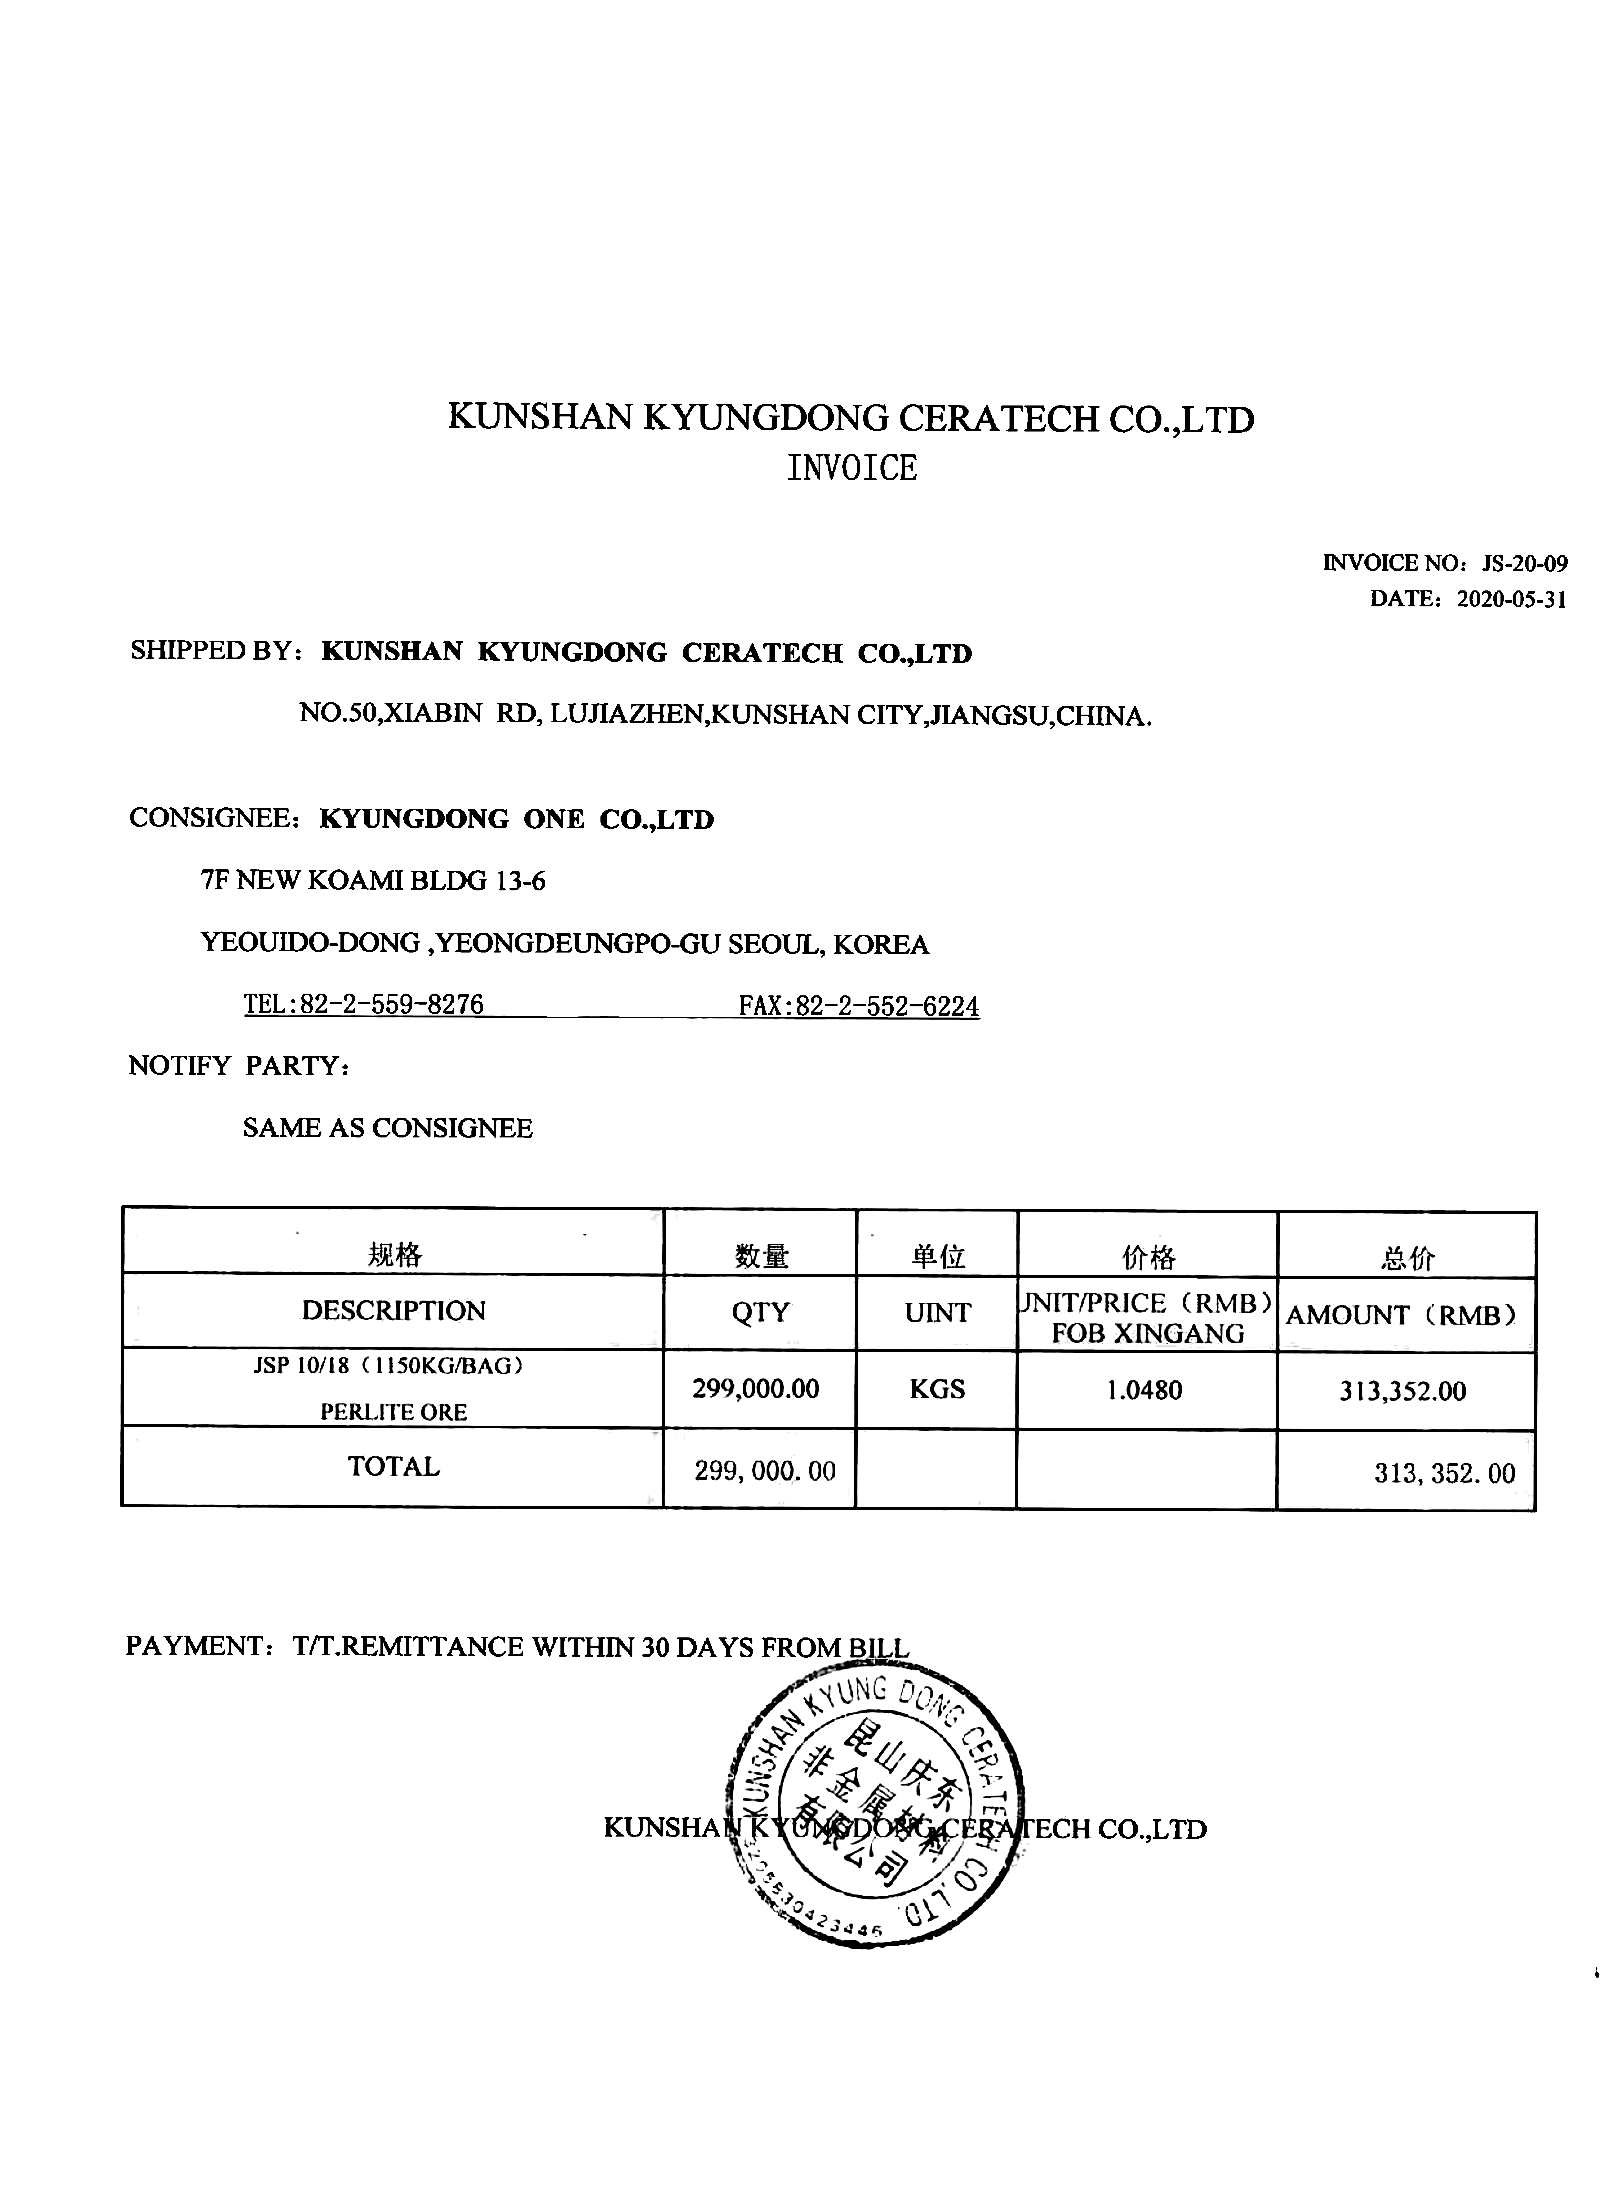 KUNSHAN KYUNGDONG CERATECH CO.,LTD
INVOICE
INVOICE NO: JS-20-09
DATE: 2020-05-31
SHIPPED BY: KUNSHAN KYUNGDONG CERATECH CO.,LTD
NO.50,XIABIN RD, LUJIAZHEN,KUNSHAN CITY,JIANGSU,CHINA.
CONSIGNEE: KYUNGDONG ONE CO.,LTD
7F NEW KOAMI BLDG 13-6
YEOUIDO-DONG ,YEONGDEUNGPO-GU SEOUL, KOREA
TEL:82-2-559-8276 FAX:82-2-552-6224
NOTIFY PARTY:
SAME AS CONSIGNEE
规格 数量 单位 价格 总价
DESCRIPTION QTY UINT JNIT/PRICE（RMB） FOB XINGANG AMOUNT（RMB）
JSP 10/18（1150KG/BAG）
PERLITE ORE 299,000.00 KGS 1.0480 313,352.00
TOTAL 299,000.00 313,352.00
PAYMENT: T/T.REMITTANCE WITHIN 30 DAYS FROM BILL
KUNSHAN KYUNGDONG CERATECH CO.,LTD
KUNSHAN KYUNG DONG CERATECH CO.,LTD.
昆山庆东
非金属材料
有限公司